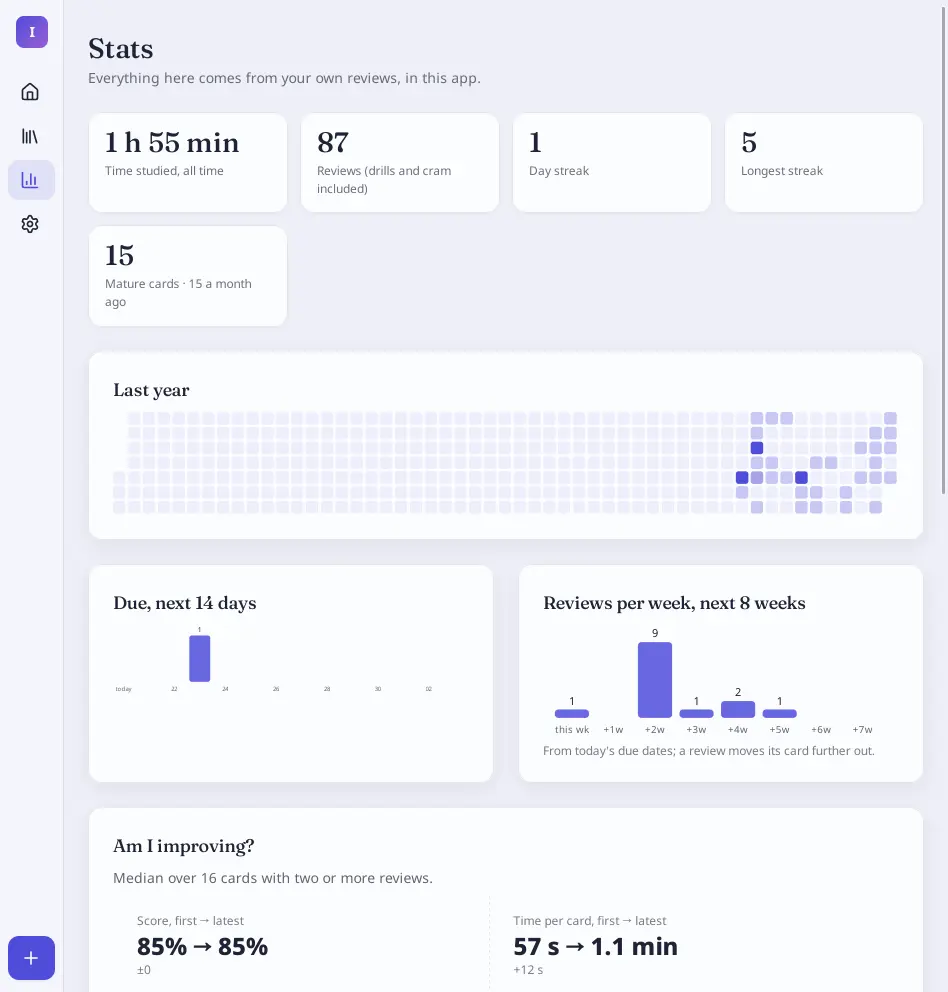 I
Stats
Everything here comes from your own reviews, in this app.
1 h 55 min
Time studied, all time
87
Reviews (drills and cram
included)
1
Day streak
5
Longest streak
15
Mature cards · 15 a month
ago
Last year
Due, next 14 days
1
today 22 24 26 28 30 02
Reviews per week, next 8 weeks
9
1 1 2 1
this wk +1w +2w +3w +4w +5w +6w +7w
From today's due dates; a review moves its card further out.
Am I improving?
Median over 16 cards with two or more reviews.
Score, first → latest
85% → 85%
±0
Time per card, first → latest
57 s → 1.1 min
+12 s